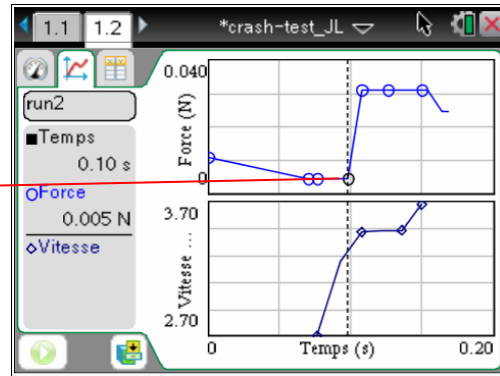 1.1 1.2 *crash-test_JL
run2
Temps
0.10 s
Force
0.005 N
Vitesse
0.040
Force (N)
0
3.70
Vitesse ...
2.70
0 Temps (s) 0.20